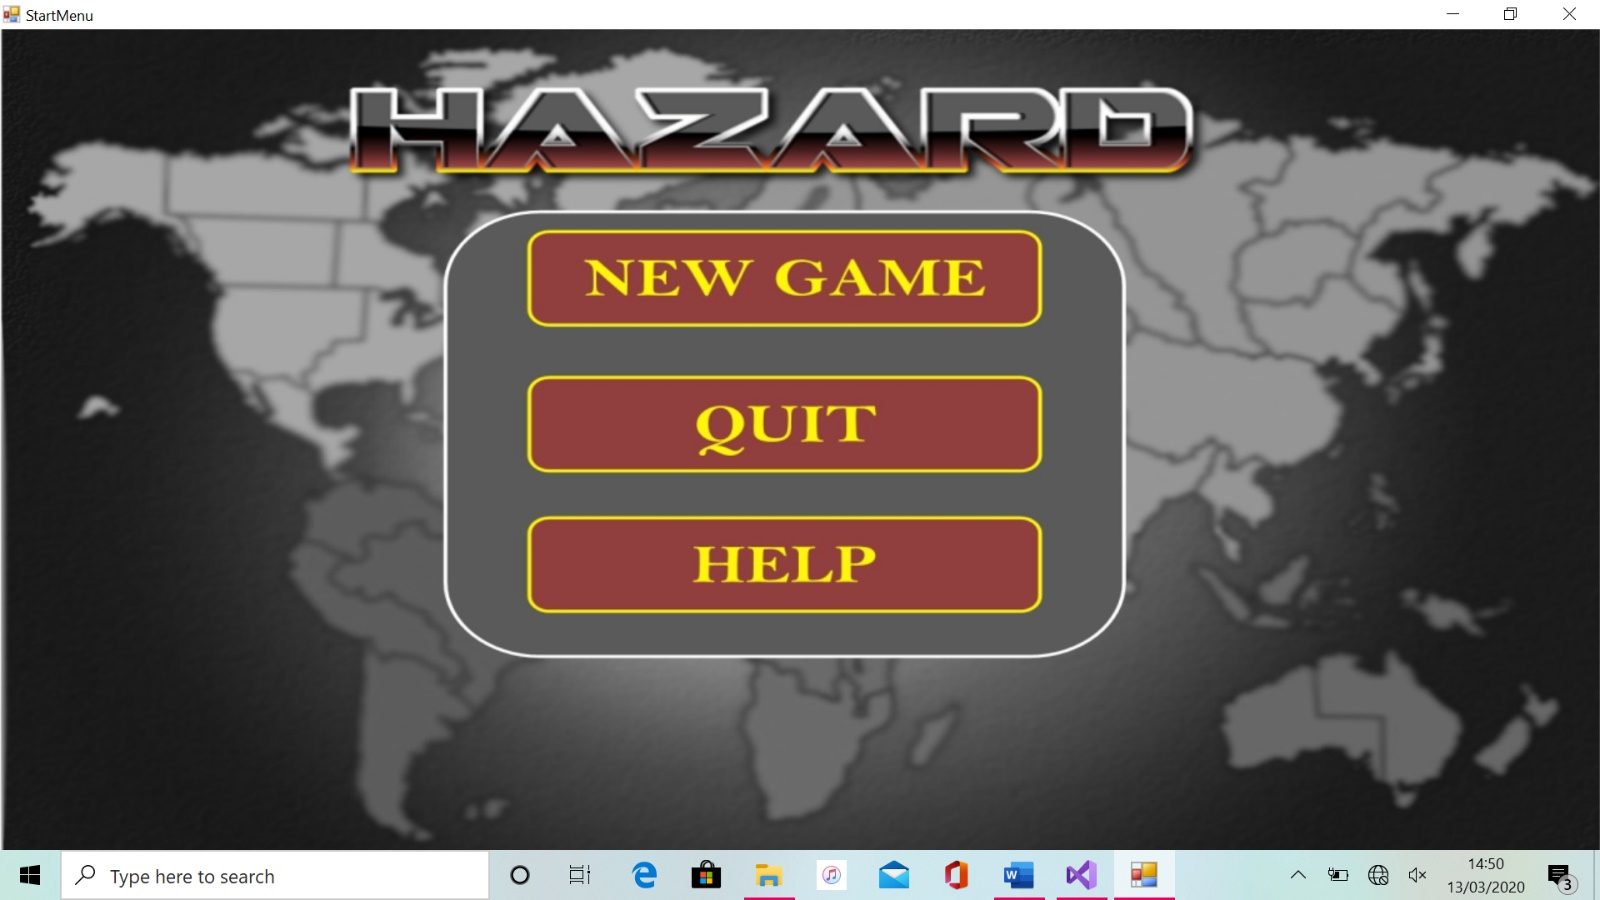 StartMenu
HAZARD
NEW GAME
QUIT
HELP
Type here to search
W
14:50
13/03/2020
3